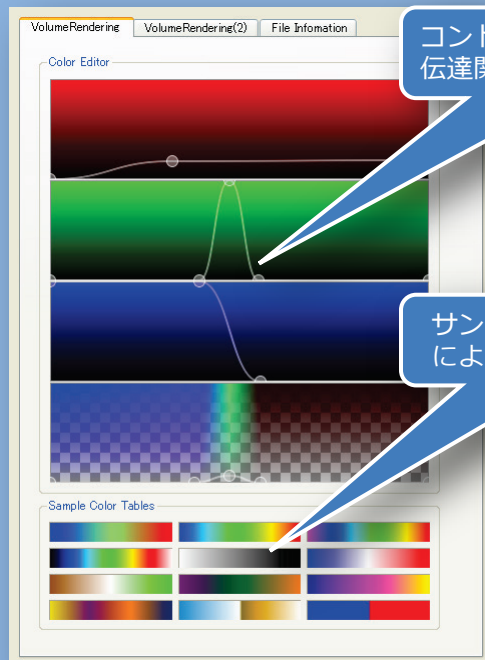 VolumeRendering
VolumeRendering(2)
File Infomation
Color Editor
コント
伝達関
サン
によ
Sample Color Tables